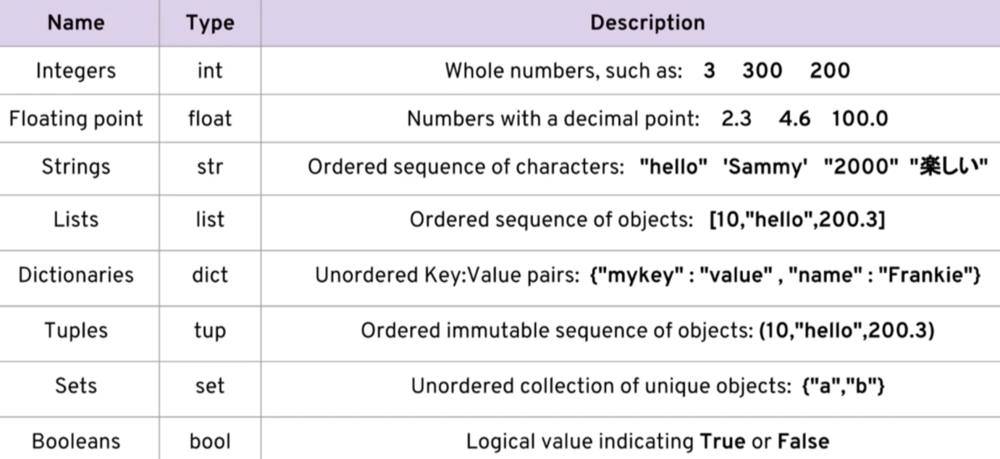 Name Type Description
Integers int Whole numbers, such as: 3 300 200
Floating point float Numbers with a decimal point: 2.3 4.6 100.0
Strings str Ordered sequence of characters: "hello" 'Sammy' "2000" "楽しい"
Lists list Ordered sequence of objects: [10,"hello",200.3]
Dictionaries dict Unordered Key:Value pairs: {"mykey" : "value" , "name" : "Frankie"}
Tuples tup Ordered immutable sequence of objects: (10,"hello",200.3)
Sets set Unordered collection of unique objects: {"a","b"}
Booleans bool Logical value indicating True or False